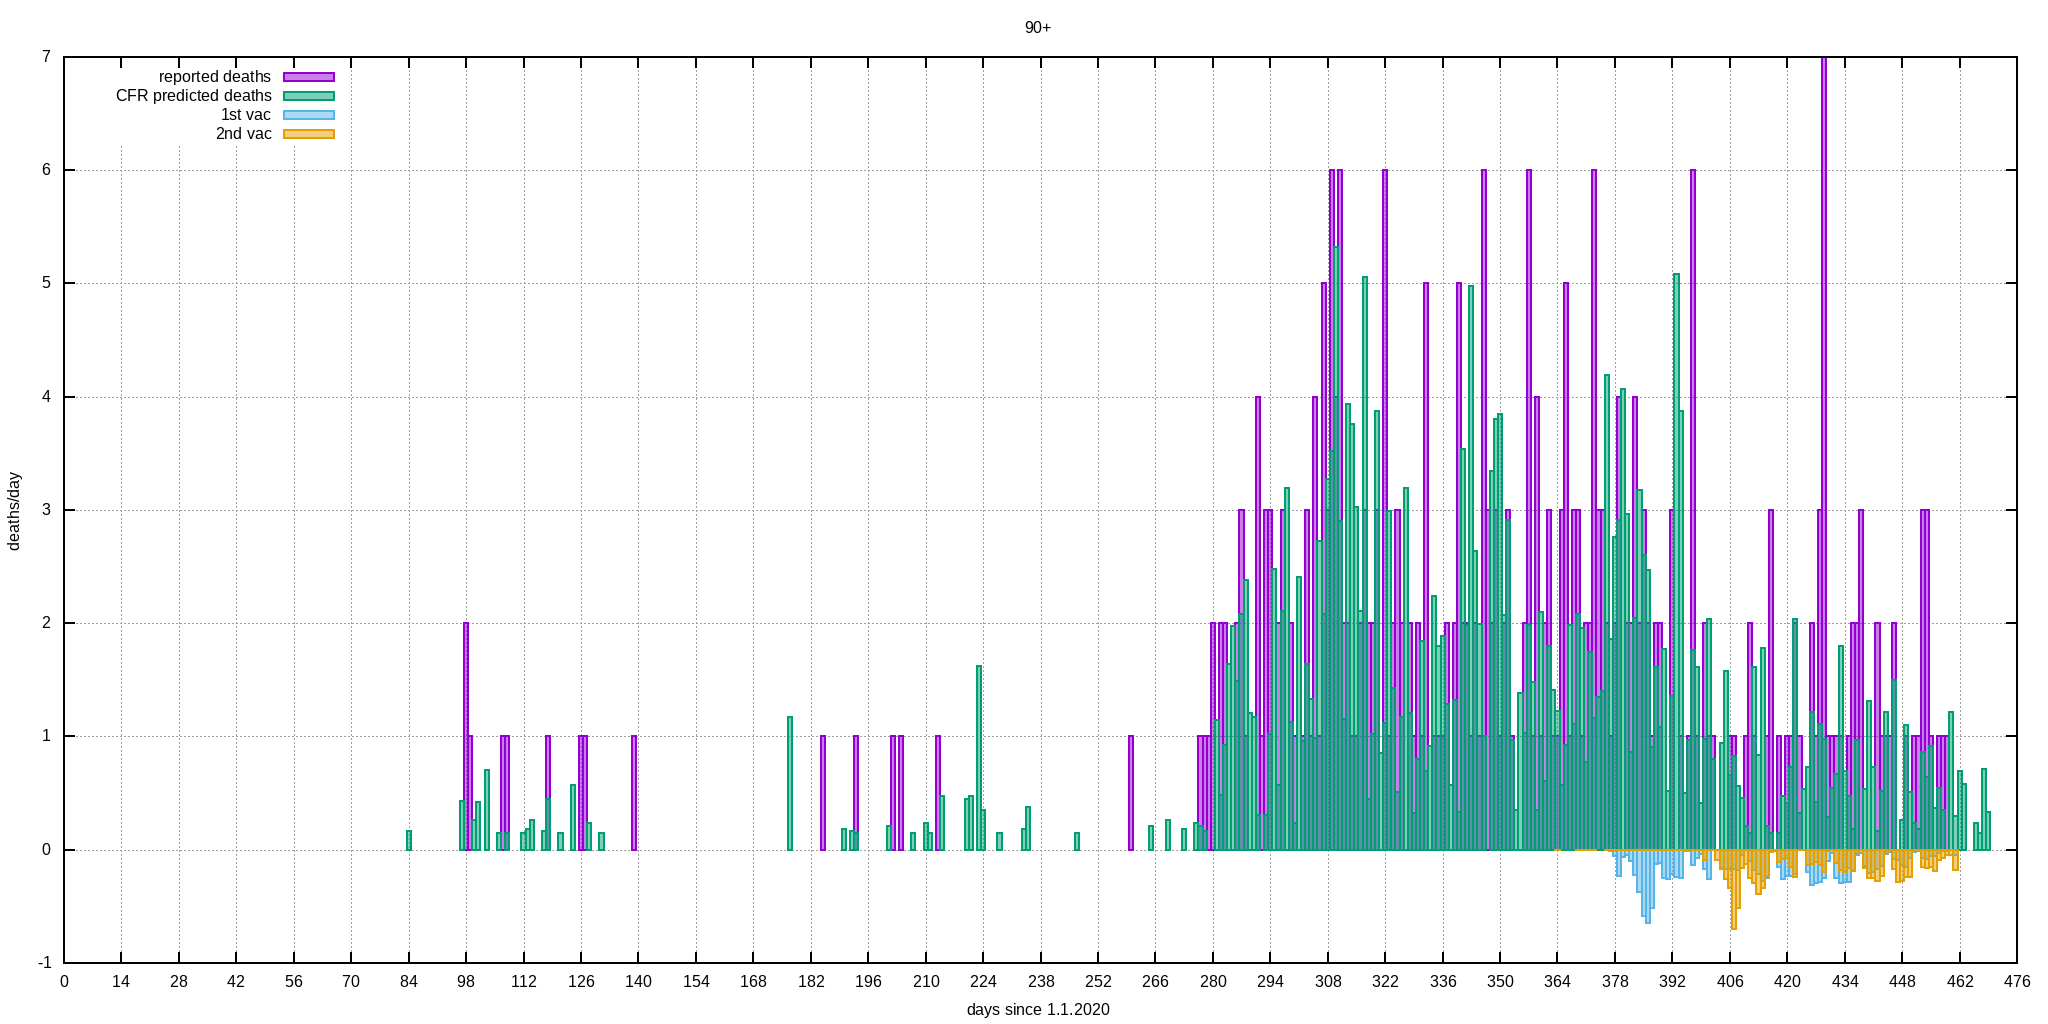 90+
reported deaths
CFR predicted deaths
1st vac
2nd vac
7
6
5
4
3
2
1
0
-1
deaths/day
0 14 28 42 56 70 84 98 112 126 140 154 168 182 196 210 224 238 252 266 280 294 308 322 336 350 364 378 392 406 420 434 448 462 476
days since 1.1.2020